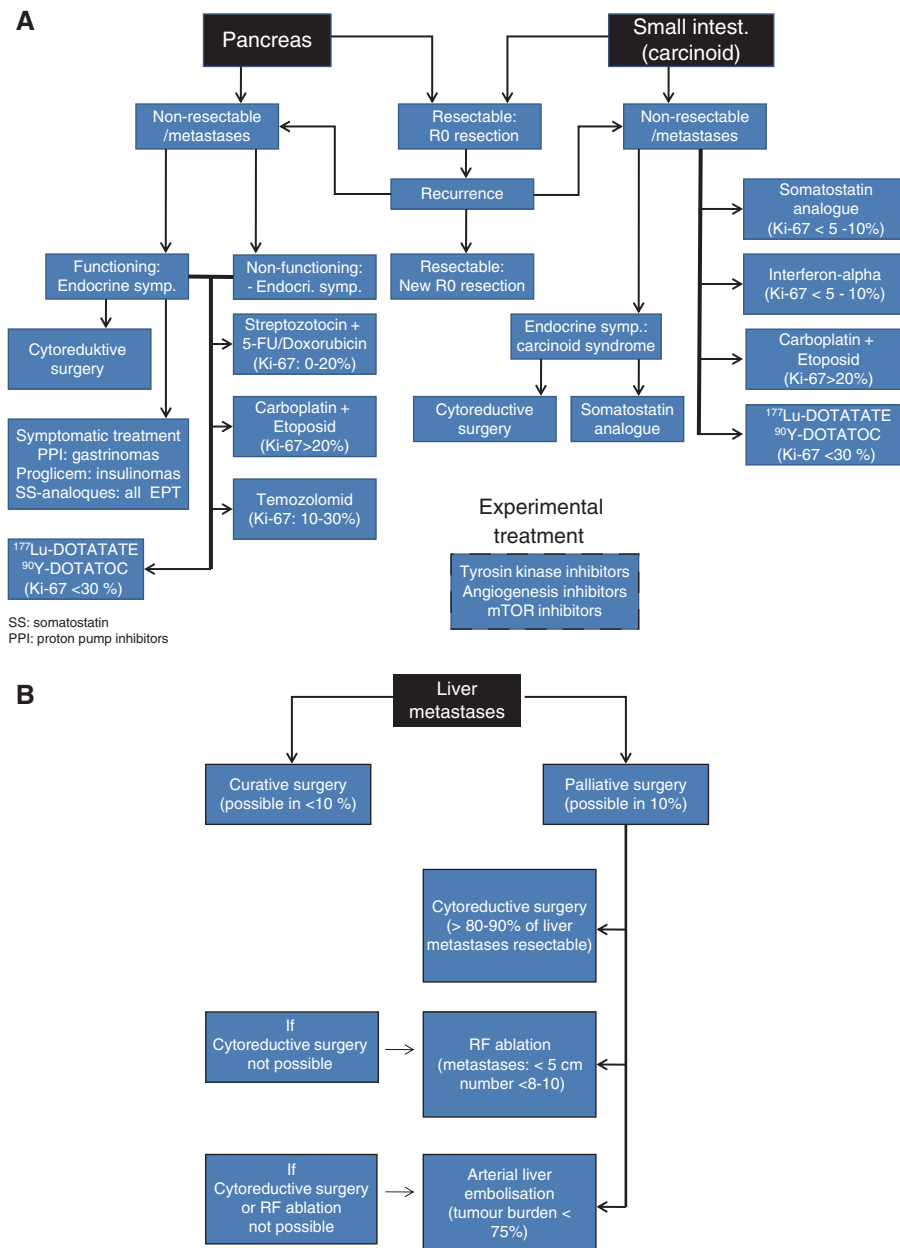 A
Pancreas
Small intest.
(carcinoid)
Non-resectable
/metastases
Resectable:
R0 resection
Non-resectable
/metastases
Recurrence
Resectable:
New R0 resection
Functioning:
Endocrine symp.
Non-functioning:
- Endocri. symp.
Cytoreduktive
surgery
Symptomatic treatment
PPI: gastrinomas
Proglicem: insulinomas
SS-analoques: all EPT
Streptozotocin +
5-FU/Doxorubicin
(Ki-67: 0-20%)
Carboplatin +
Etoposid
(Ki-67>20%)
Temozolomid
(Ki-67: 10-30%)
¹⁷⁷Lu-DOTATATE
⁹⁰Y-DOTATOC
(Ki-67 <30 %)
Endocrine symp.:
carcinoid syndrome
Cytoreductive
surgery
Somatostatin
analogue
Somatostatin
analogue
(Ki-67 < 5 -10%)
Interferon-alpha
(Ki-67 < 5 - 10%)
Carboplatin +
Etoposid
(Ki-67>20%)
¹⁷⁷Lu-DOTATATE
⁹⁰Y-DOTATOC
(Ki-67 <30 %)
Experimental
treatment
Tyrosin kinase inhibitors
Angiogenesis inhibitors
mTOR inhibitors
SS: somatostatin
PPI: proton pump inhibitors
B
Liver
metastases
Curative surgery
(possible in <10 %)
Palliative surgery
(possible in 10%)
Cytoreductive surgery
(> 80-90% of liver
metastases resectable)
If
Cytoreductive surgery
not possible
RF ablation
(metastases: < 5 cm
number <8-10)
If
Cytoreductive surgery
or RF ablation
not possible
Arterial liver
embolisation
(tumour burden <
75%)